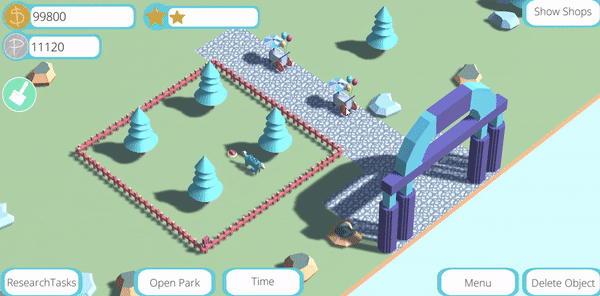 99800
Show Shops
11120
ResearchTasks
Open Park
Time
Menu
Delete Object